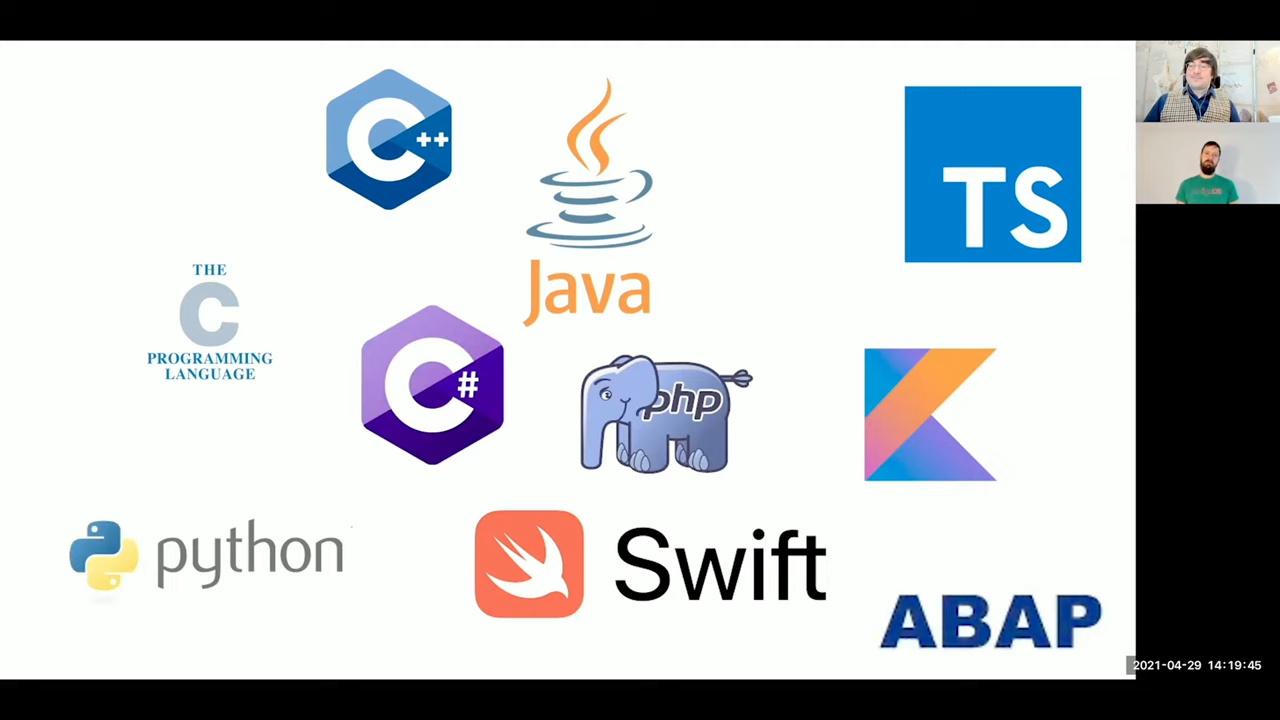 C++
Java
TS
THE
C
PROGRAMMING
LANGUAGE
C#
php
python
Swift
ABAP
2021-04-29 14:19:45